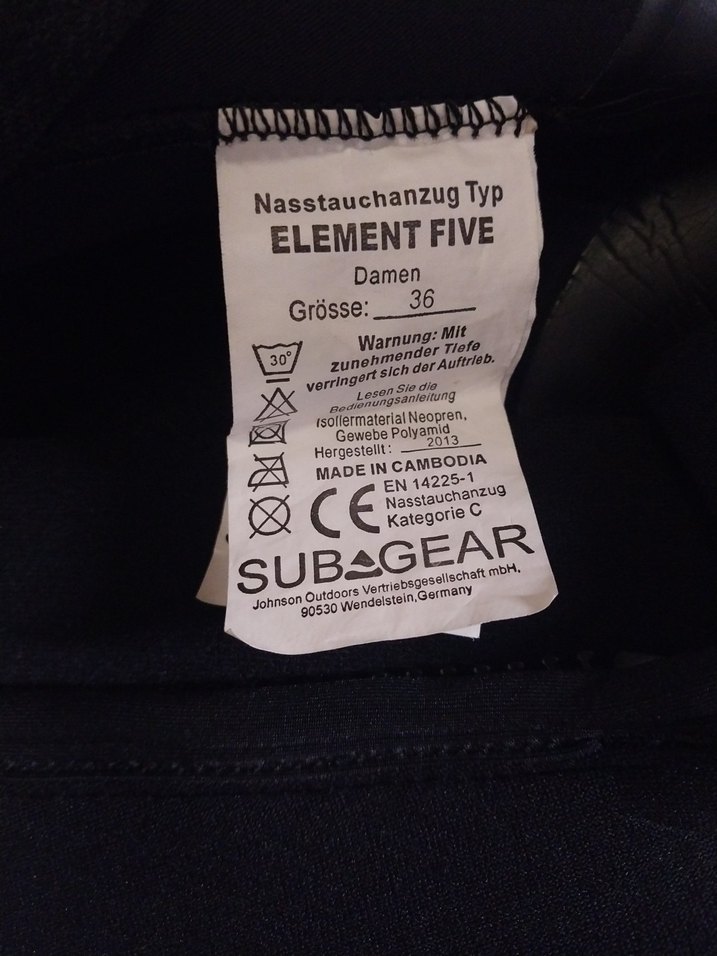 Nasstauchanzug Typ
ELEMENT FIVE
Damen
Grösse: 36
30°
Warnung: Mit
zunehmender Tiefe
verringert sich der Auftrieb.
Lesen Sie die
Bedienungsanleitung
Isoliermaterial Neopren,
Gewebe Polyamid
Hergestellt: 2013
MADE IN CAMBODIA
CE
EN 14225-1
Nasstauchanzug
Kategorie C
SUBGEAR
Johnson Outdoors Vertriebsgesellschaft mbH,
90530 Wendelstein,Germany